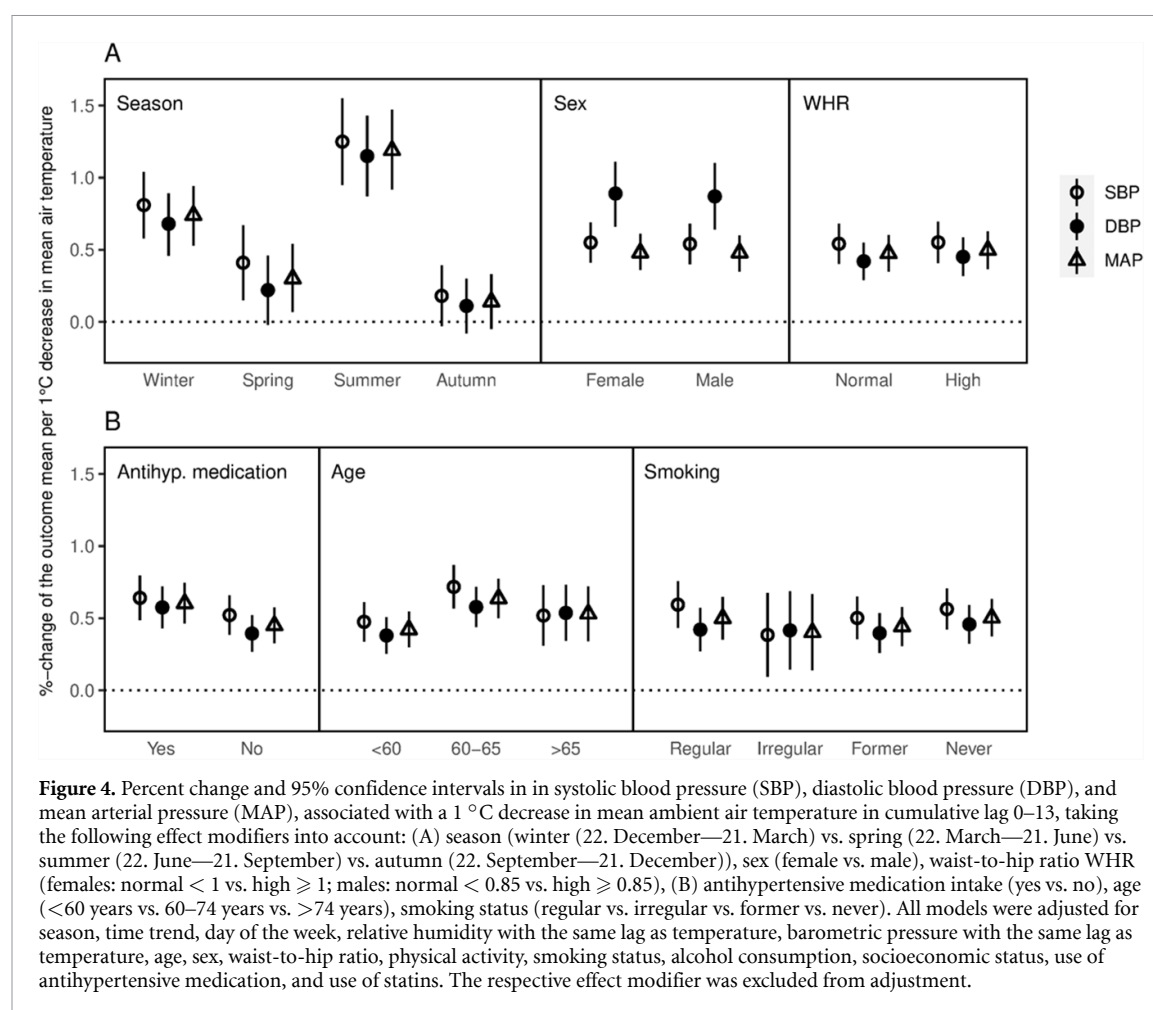 A
%−change of the outcome mean per 1°C decrease in mean air temperature
Season
Sex
WHR
1.5
1.0
0.5
0.0
Winter Spring Summer Autumn
Female Male
Normal High
SBP
DBP
MAP
B
Antihyp. medication
Age
Smoking
1.5
1.0
0.5
0.0
Yes No
<60 60−65 >65
Regular Irregular Former Never
Figure 4. Percent change and 95% confidence intervals in in systolic blood pressure (SBP), diastolic blood pressure (DBP), and
mean arterial pressure (MAP), associated with a 1 °C decrease in mean ambient air temperature in cumulative lag 0–13, taking
the following effect modifiers into account: (A) season (winter (22. December—21. March) vs. spring (22. March—21. June) vs.
summer (22. June—21. September) vs. autumn (22. September—21. December)), sex (female vs. male), waist-to-hip ratio WHR
(females: normal < 1 vs. high ⩾ 1; males: normal < 0.85 vs. high ⩾ 0.85), (B) antihypertensive medication intake (yes vs. no), age
(<60 years vs. 60–74 years vs. >74 years), smoking status (regular vs. irregular vs. former vs. never). All models were adjusted for
season, time trend, day of the week, relative humidity with the same lag as temperature, barometric pressure with the same lag as
temperature, age, sex, waist-to-hip ratio, physical activity, smoking status, alcohol consumption, socioeconomic status, use of
antihypertensive medication, and use of statins. The respective effect modifier was excluded from adjustment.